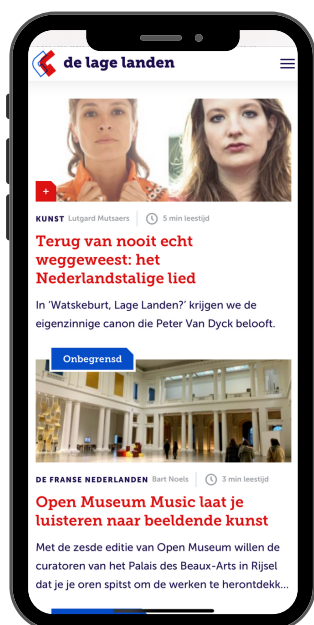 de lage landen
+
KUNST Lutgard Mutsaers 5 min leestijd
Terug van nooit echt
weggeweest: het
Nederlandstalige lied
In 'Watskeburt, Lage Landen?' krijgen we de
eigenzinnige canon die Peter Van Dyck belooft.
Onbegrensd
DE FRANSE NEDERLANDEN Bart Noels 3 min leestijd
Open Museum Music laat je
luisteren naar beeldende kunst
Met de zesde editie van Open Museum willen de
curatoren van het Palais des Beaux-Arts in Rijsel
dat je je oren spitst om de werken te herontdekk...